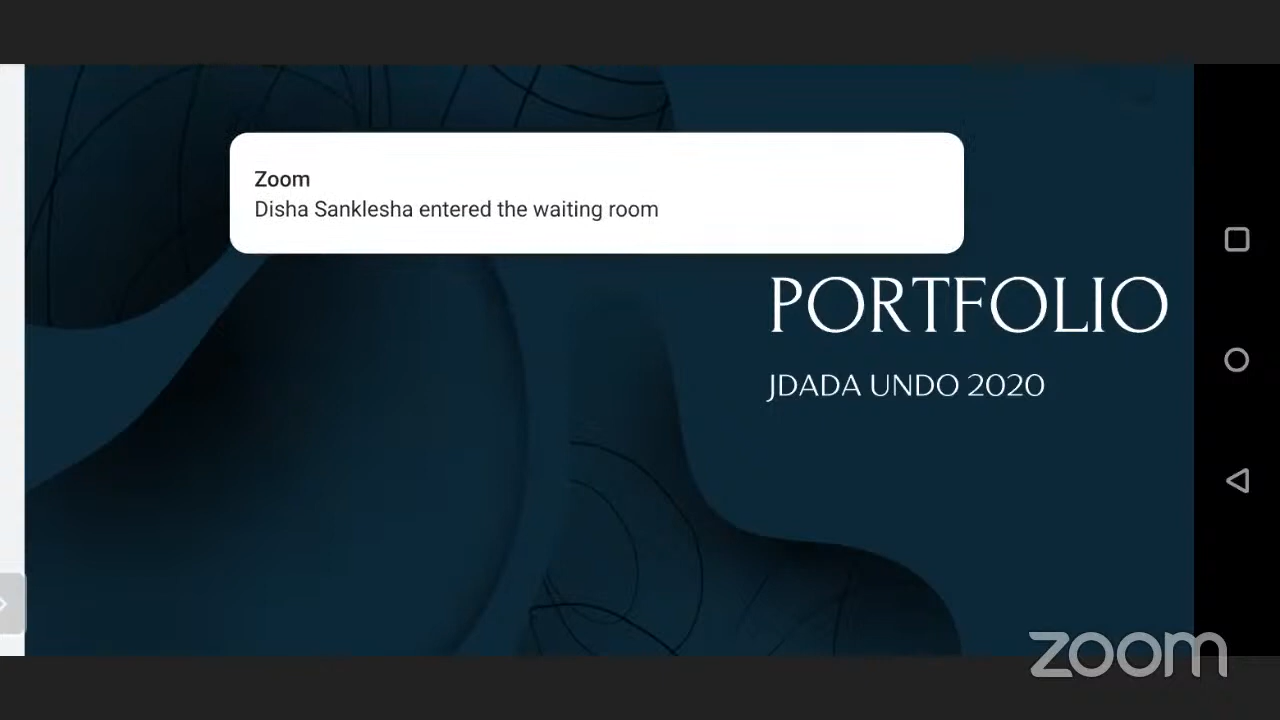 Zoom
Disha Sanklesha entered the waiting room
PORTFOLIO
JDADA UNDO 2020
zoom